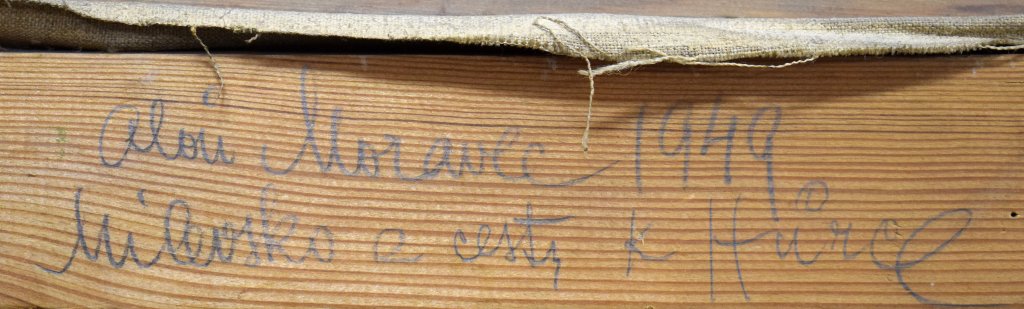 Alois Moravec 1949
Milevsko z cesty k Hůrce